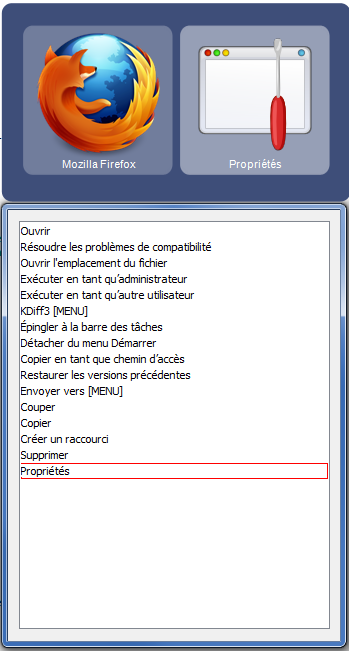 Mozilla Firefox
Propriétés
Ouvrir
Résoudre les problèmes de compatibilité
Ouvrir l'emplacement du fichier
Exécuter en tant qu’administrateur
Exécuter en tant qu’autre utilisateur
KDiff3 [MENU]
Épingler à la barre des tâches
Détacher du menu Démarrer
Copier en tant que chemin d’accès
Restaurer les versions précédentes
Envoyer vers [MENU]
Couper
Copier
Créer un raccourci
Supprimer
Propriétés